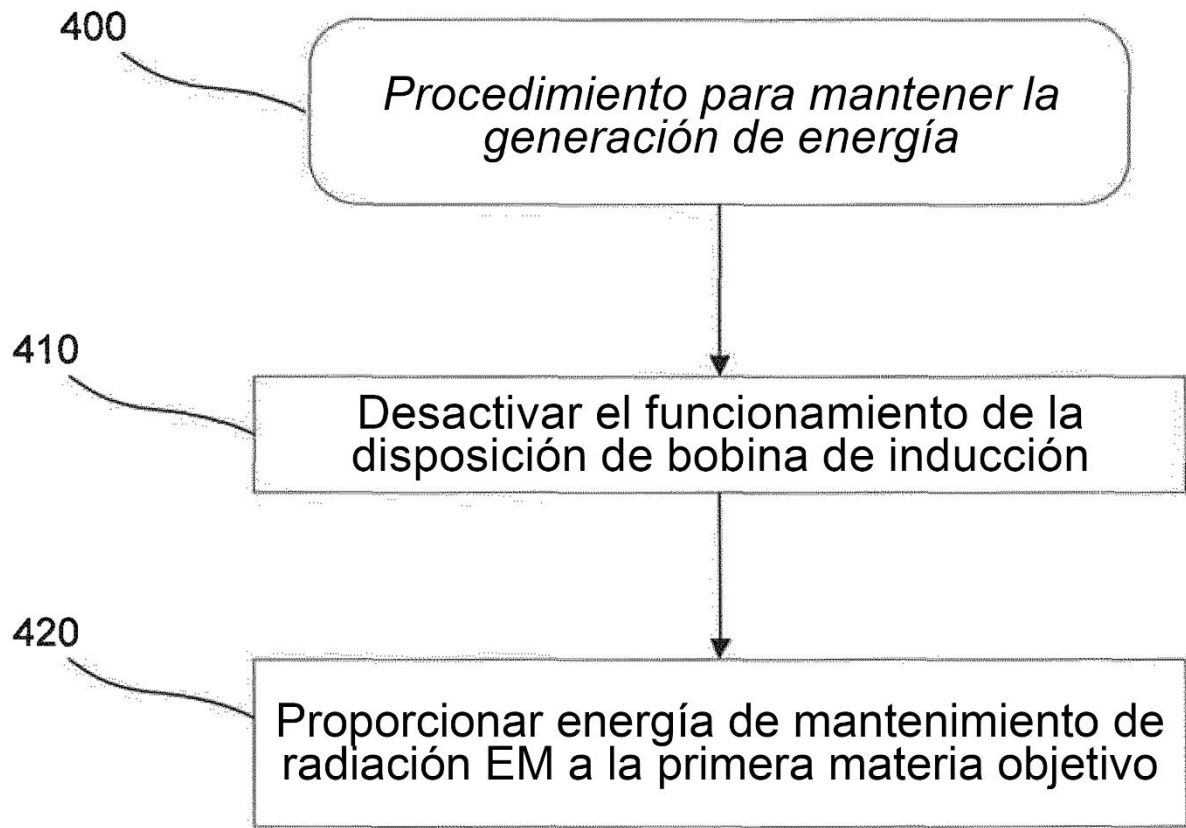 400
Procedimiento para mantener la
generación de energía
410
Desactivar el funcionamiento de la
disposición de bobina de inducción
420
Proporcionar energía de mantenimiento de
radiación EM a la primera materia objetivo